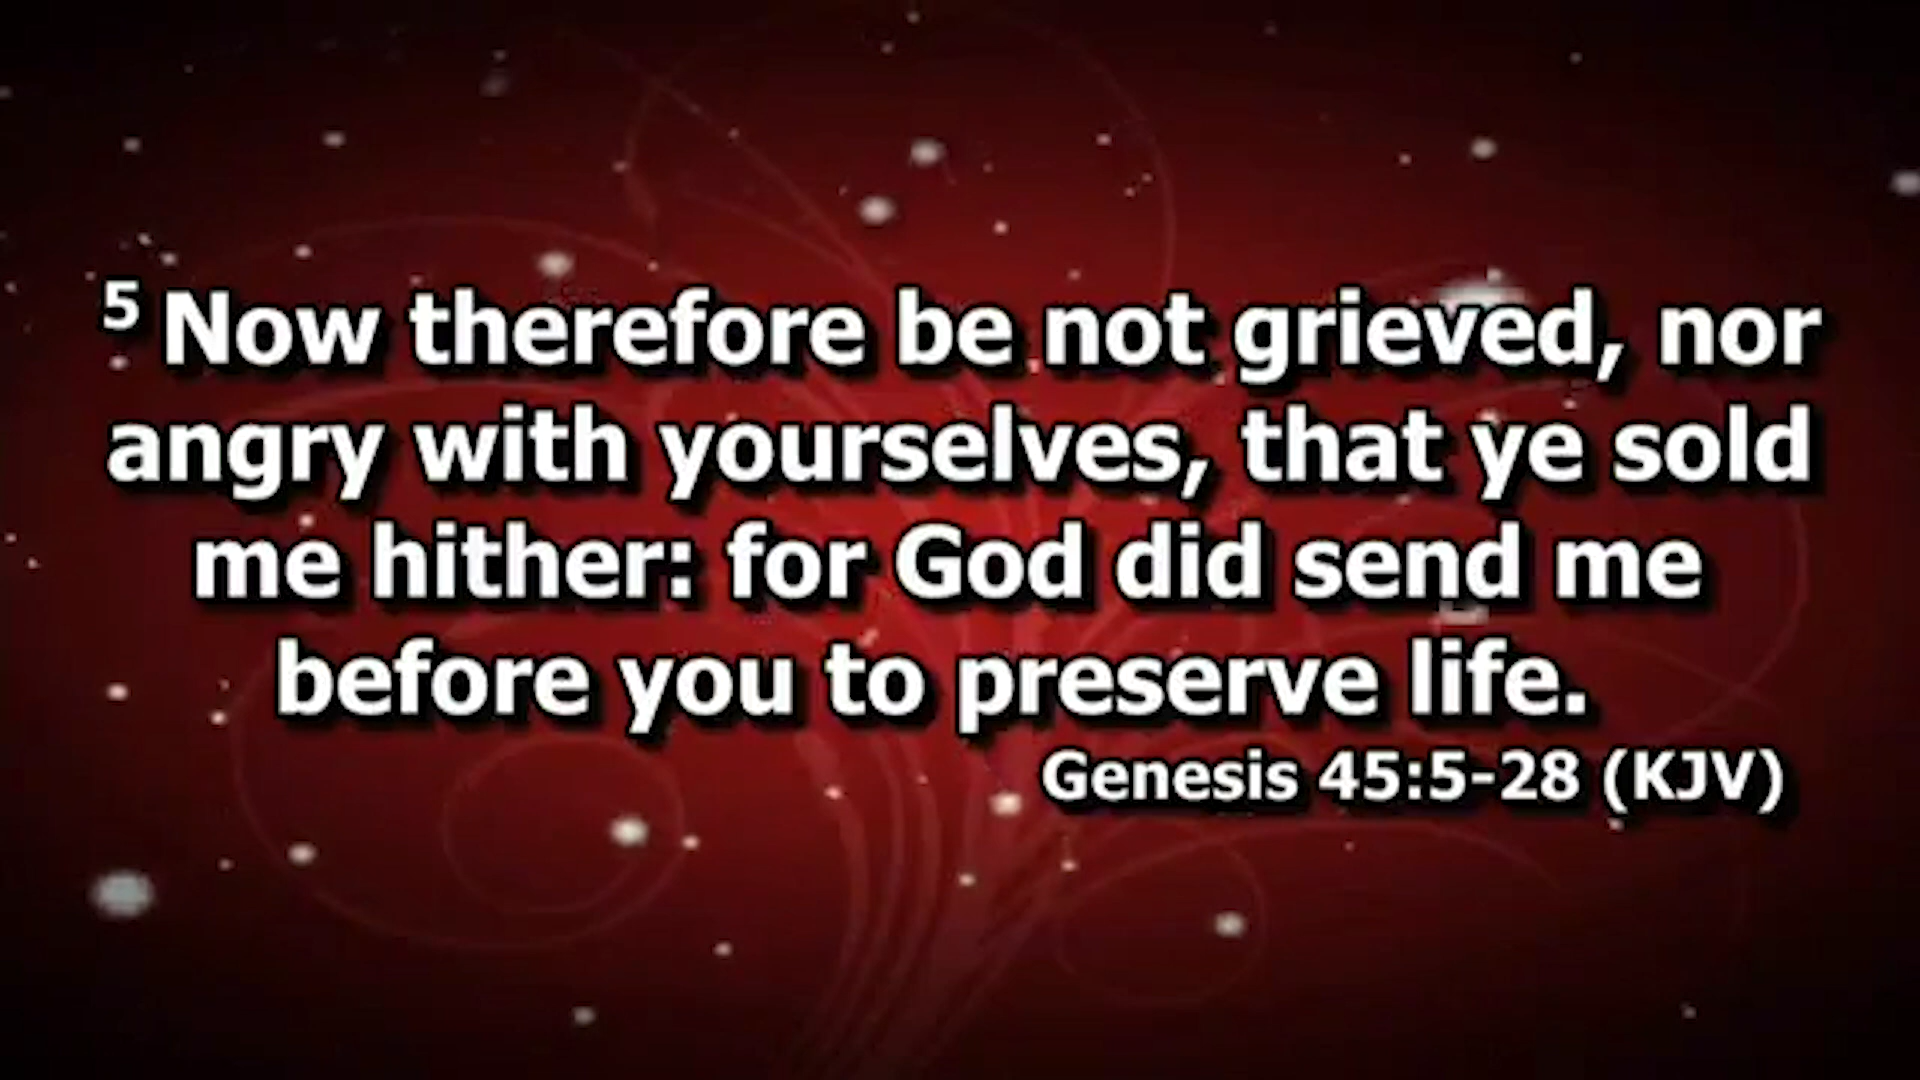 5 Now therefore be not grieved, nor
angry with yourselves, that ye sold
me hither: for God did send me
before you to preserve life.
Genesis 45:5-28 (KJV)